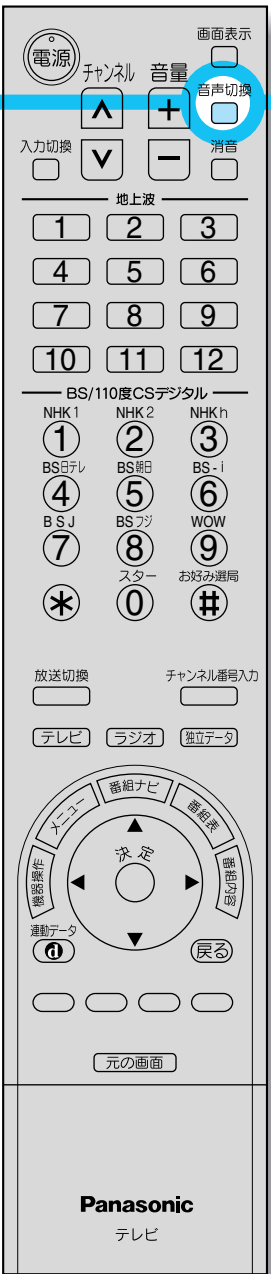 画面表示
電源
チャンネル 音量
音声切換
∧ +
入力切換
消音
∨ −
地上波
1 2 3
4 5 6
7 8 9
10 11 12
BS/110度CSデジタル
NHK1 NHK2 NHKh
1 2 3
BS日テレ BS朝日 BS-i
4 5 6
BSJ BSフジ WOW
7 8 9
スター お好み選局
* 0 #
放送切換 チャンネル番号入力
テレビ ラジオ 独立データ
メニュー 番組ナビ 番組表
機器操作 決定 番組内容
▲
◀ ▶
▼
連動データ
d 戻る
元の画面
Panasonic
テレビ